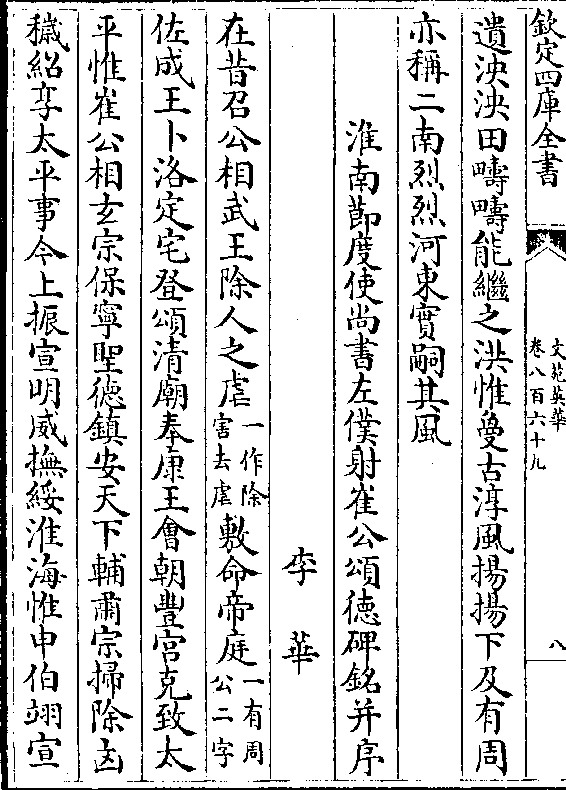 欽定四庫全書
文苑英華
卷八百六十九
八
遺泱泱田疇疇能繼之洪惟敻古淳風揚揚下及有周
亦稱二南烈烈河東實嗣其風
淮南節度使尚書左僕射崔公頌德碑銘并序
李華
在昔召公相武王除人之虐一作除害去虐敷命帝庭一有周公二字
佐成王卜洛定宅登頌清廟奉康王會朝豐宫克致太
平惟崔公相玄宗保寧聖德鎮安天下輔肅宗掃除凶
穢紹享太平事今上振宣明威撫綏淮海惟申伯翊宣